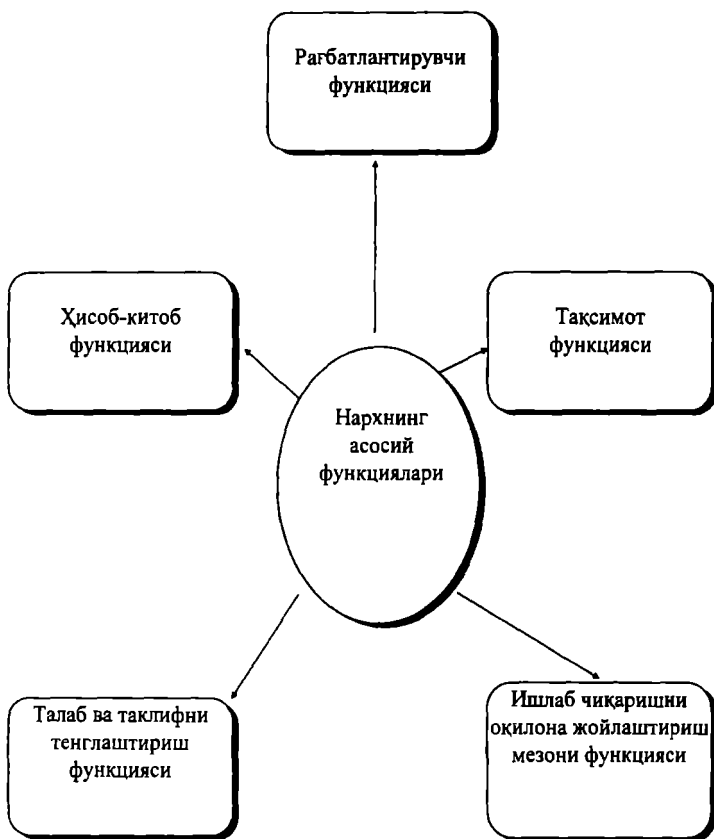 Рағбатлантирувчи
функцияси
Ҳисоб-китоб
функцияси
Тақсимот
функцияси
Нархнинг
асосий
функциялари
Талаб ва таклифни
тенглаштириш
функцияси
Ишлаб чиқаришни
оқилона жойлаштириш
мезони функцияси